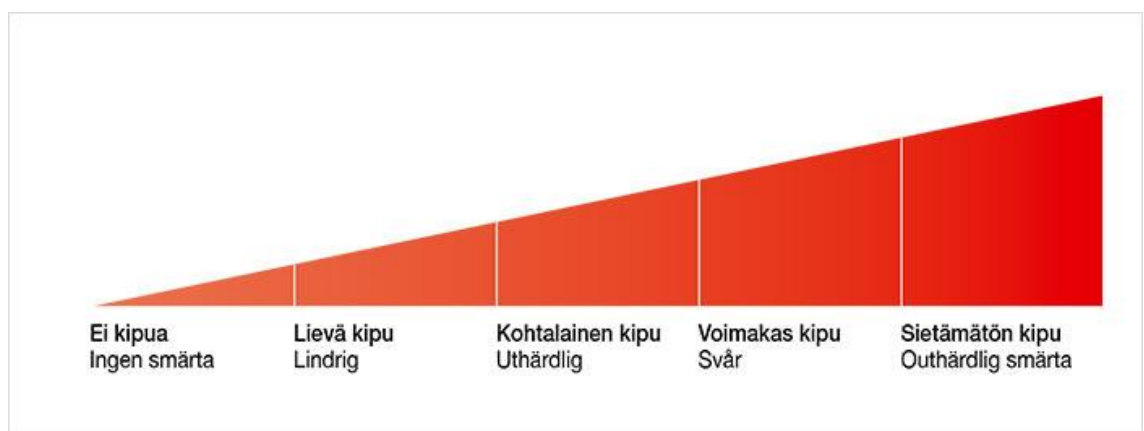 Ei kipua
Ingen smärta
Lievä kipu
Lindrig
Kohtalainen kipu
Uthärdlig
Voimakas kipu
Svår
Sietämätön kipu
Outhärdlig smärta